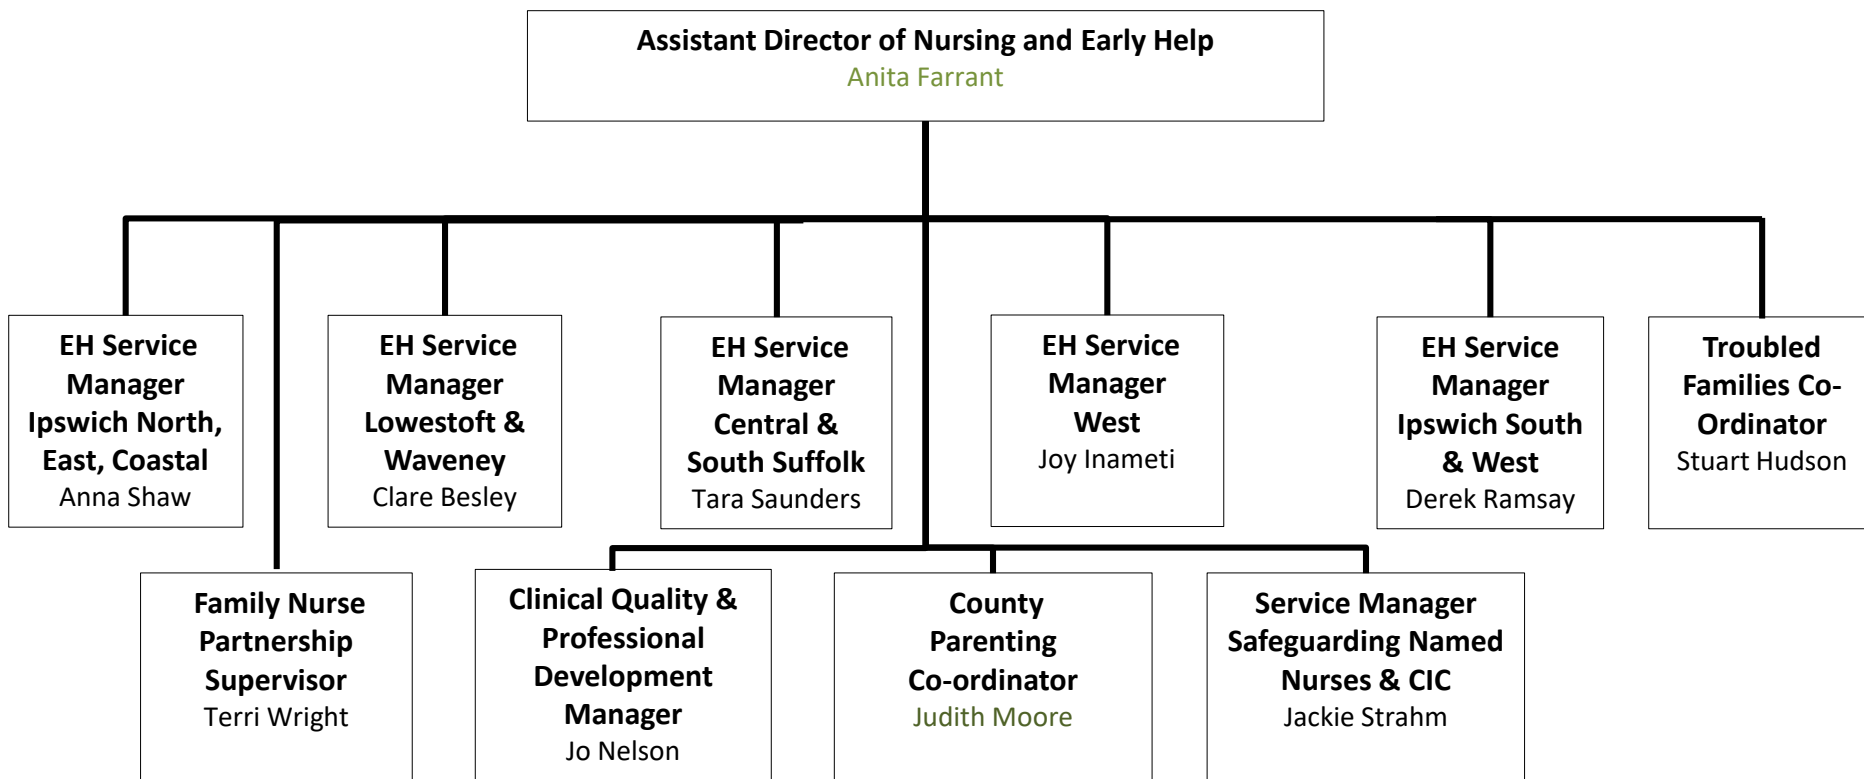 Assistant Director of Nursing and Early Help
Anita Farrant
EH Service
Manager
Ipswich North,
East, Coastal
Anna Shaw
EH Service
Manager
Lowestoft &
Waveney
Clare Besley
EH Service
Manager
Central &
South Suffolk
Tara Saunders
EH Service
Manager
West
Joy Inameti
EH Service
Manager
Ipswich South
& West
Derek Ramsay
Troubled
Families Co-
Ordinator
Stuart Hudson
Family Nurse
Partnership
Supervisor
Terri Wright
Clinical Quality &
Professional
Development
Manager
Jo Nelson
County
Parenting
Co-ordinator
Judith Moore
Service Manager
Safeguarding Named
Nurses & CIC
Jackie Strahm